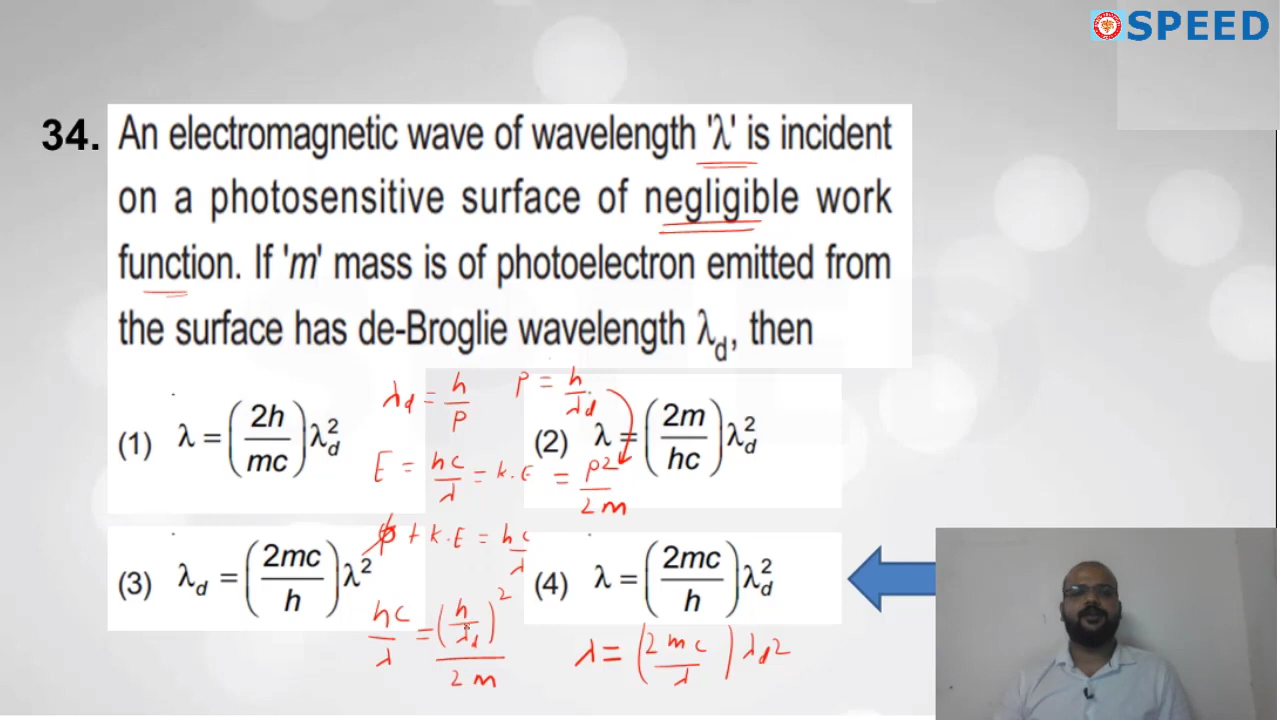 SPEED
34. An electromagnetic wave of wavelength 'λ' is incident
on a photosensitive surface of negligible work
function. If 'm' mass is of photoelectron emitted from
the surface has de-Broglie wavelength λd, then
λd = h/P
P = h/λd
(1) λ = (2h/mc) λd²
(2) λ = (2m/hc) λd²
E = hc/λ = K.E = P²/2m
ϕ + K.E = hc/λ
(3) λd = (2mc/h) λ²
(4) λ = (2mc/h) λd²
hc/λ = (h/λd)²/2m
λ = (2mc/λ) λd2